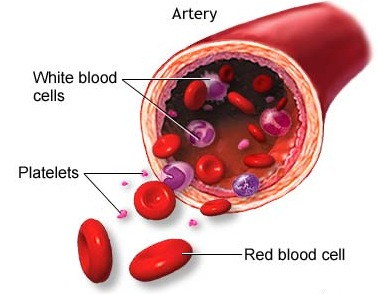 Artery
White blood
cells
Platelets
Red blood cell